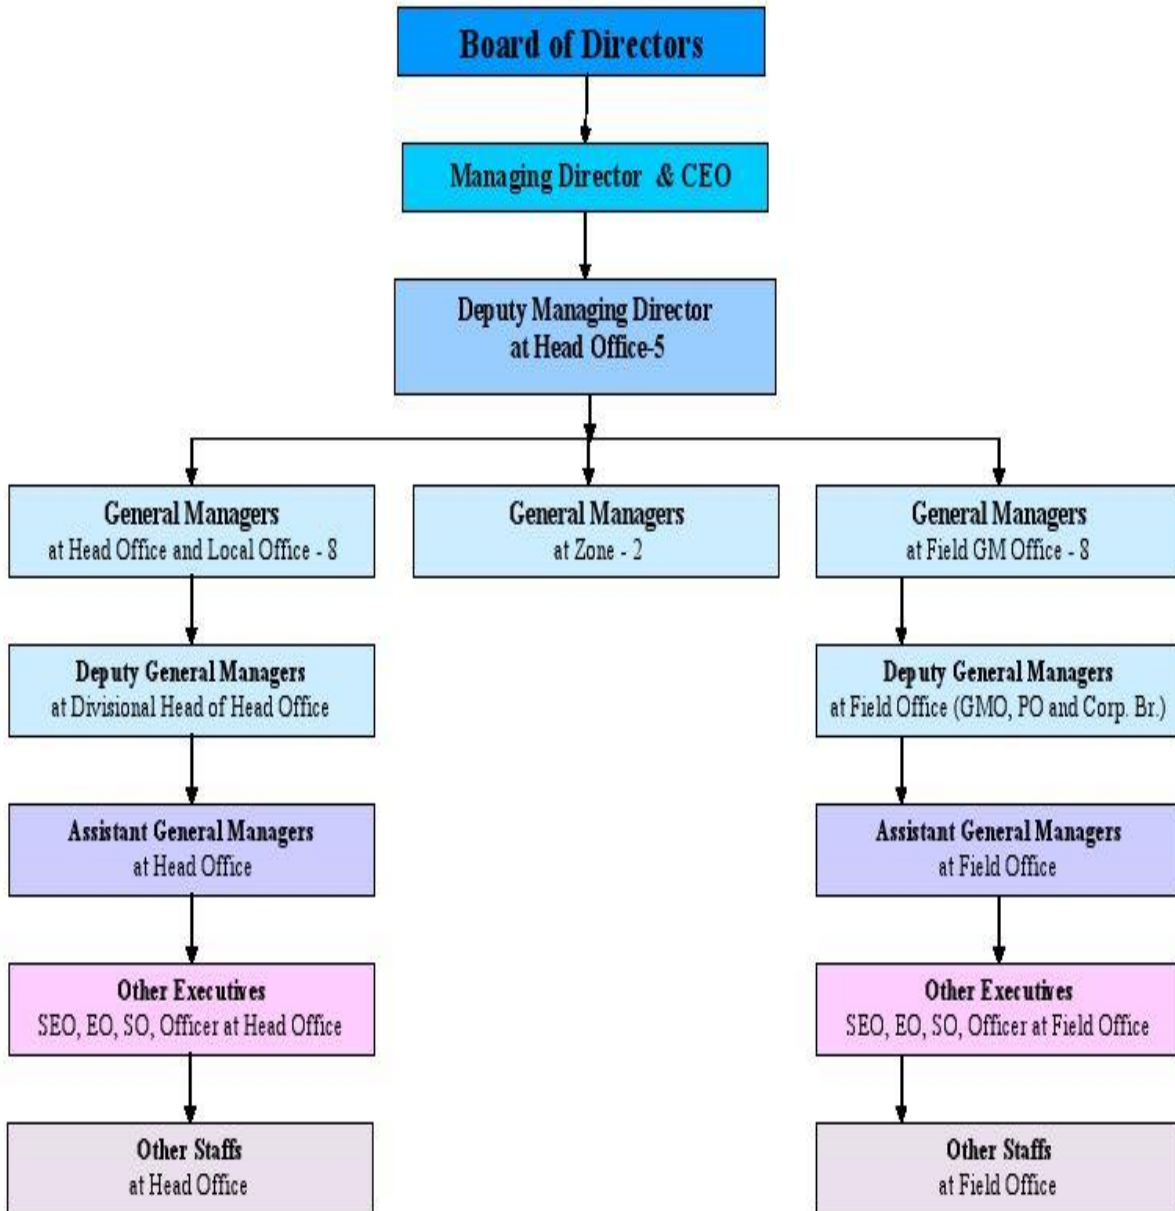 Board of Directors
Managing Director & CEO
Deputy Managing Director
at Head Office-5
General Managers
at Head Office and Local Office - 8
General Managers
at Zone - 2
General Managers
at Field GM Office - 8
Deputy General Managers
at Divisional Head of Head Office
Deputy General Managers
at Field Office (GMO, PO and Corp. Br.)
Assistant General Managers
at Head Office
Assistant General Managers
at Field Office
Other Executives
SEO, EO, SO, Officer at Head Office
Other Executives
SEO, EO, SO, Officer at Field Office
Other Staffs
at Head Office
Other Staffs
at Field Office